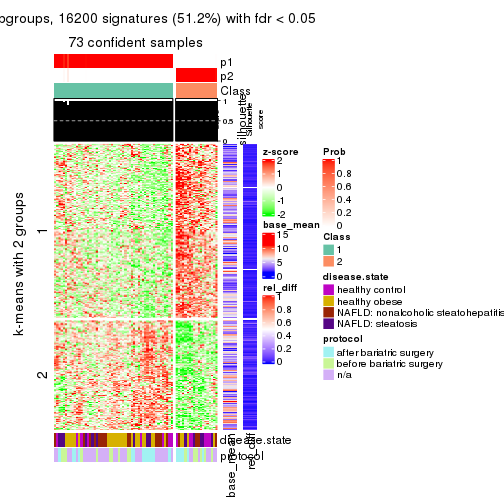 ogroups, 16200 signatures (51.2%) with fdr < 0.05
73 confident samples
p1
p2
Class
1
0.5
0
silhouette
Silhouette
score
k-means with 2 groups
1
2
z-score
2
1
0
-1
-2
base_mean
15
10
5
0
rel_diff
1
0.8
0.6
0.4
0.2
0
Prob
1
0.8
0.6
0.4
0.2
0
Class
1
2
disease.state
healthy control
healthy obese
NAFLD: nonalcoholic steatohepatitis
NAFLD: steatosis
protocol
after bariatric surgery
before bariatric surgery
n/a
disease.state
protocol
base_mean
rel_diff